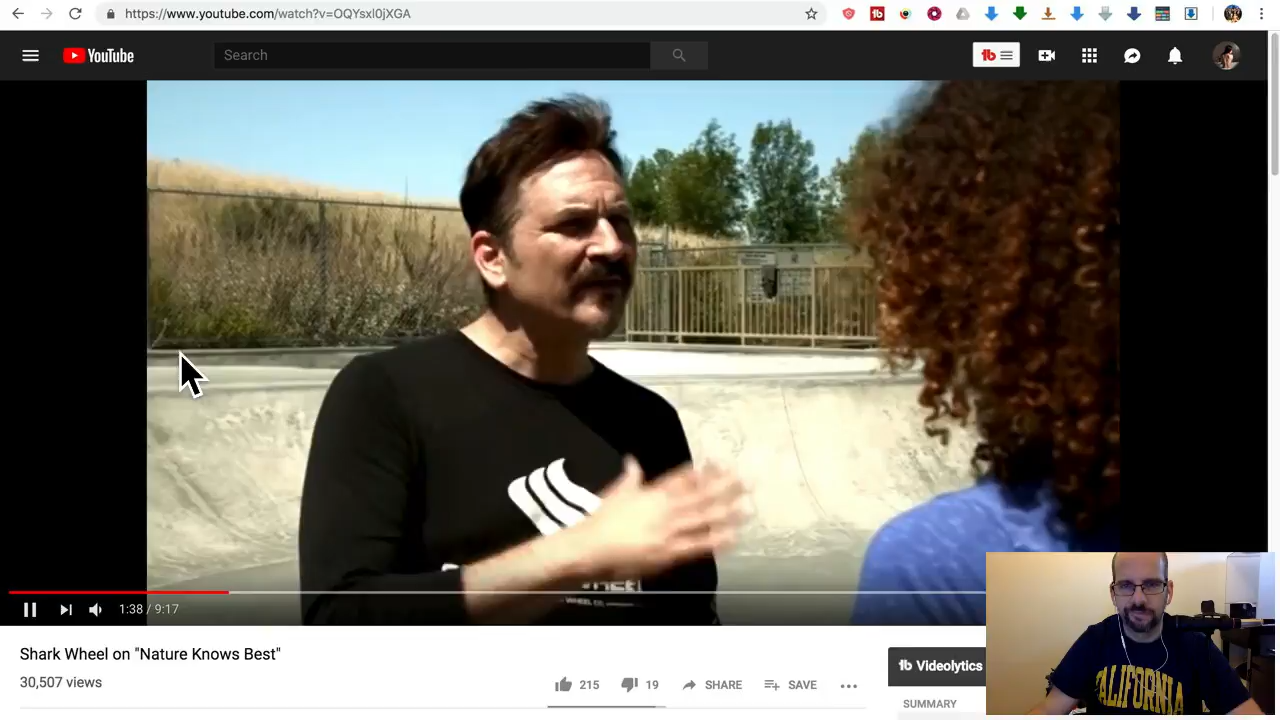 https://www.youtube.com/watch?v=OQYsxl0jXGA
YouTube
Search
1:38 / 9:17
Shark Wheel on "Nature Knows Best"
30,507 views
215
19
SHARE
SAVE
Videolytics
SUMMARY
CALIFORNIA